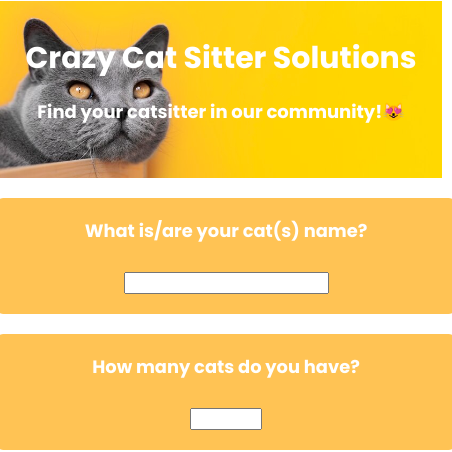 Crazy Cat Sitter Solutions
Find your catsitter in our community!😻
What is/are your cat(s) name?
How many cats do you have?